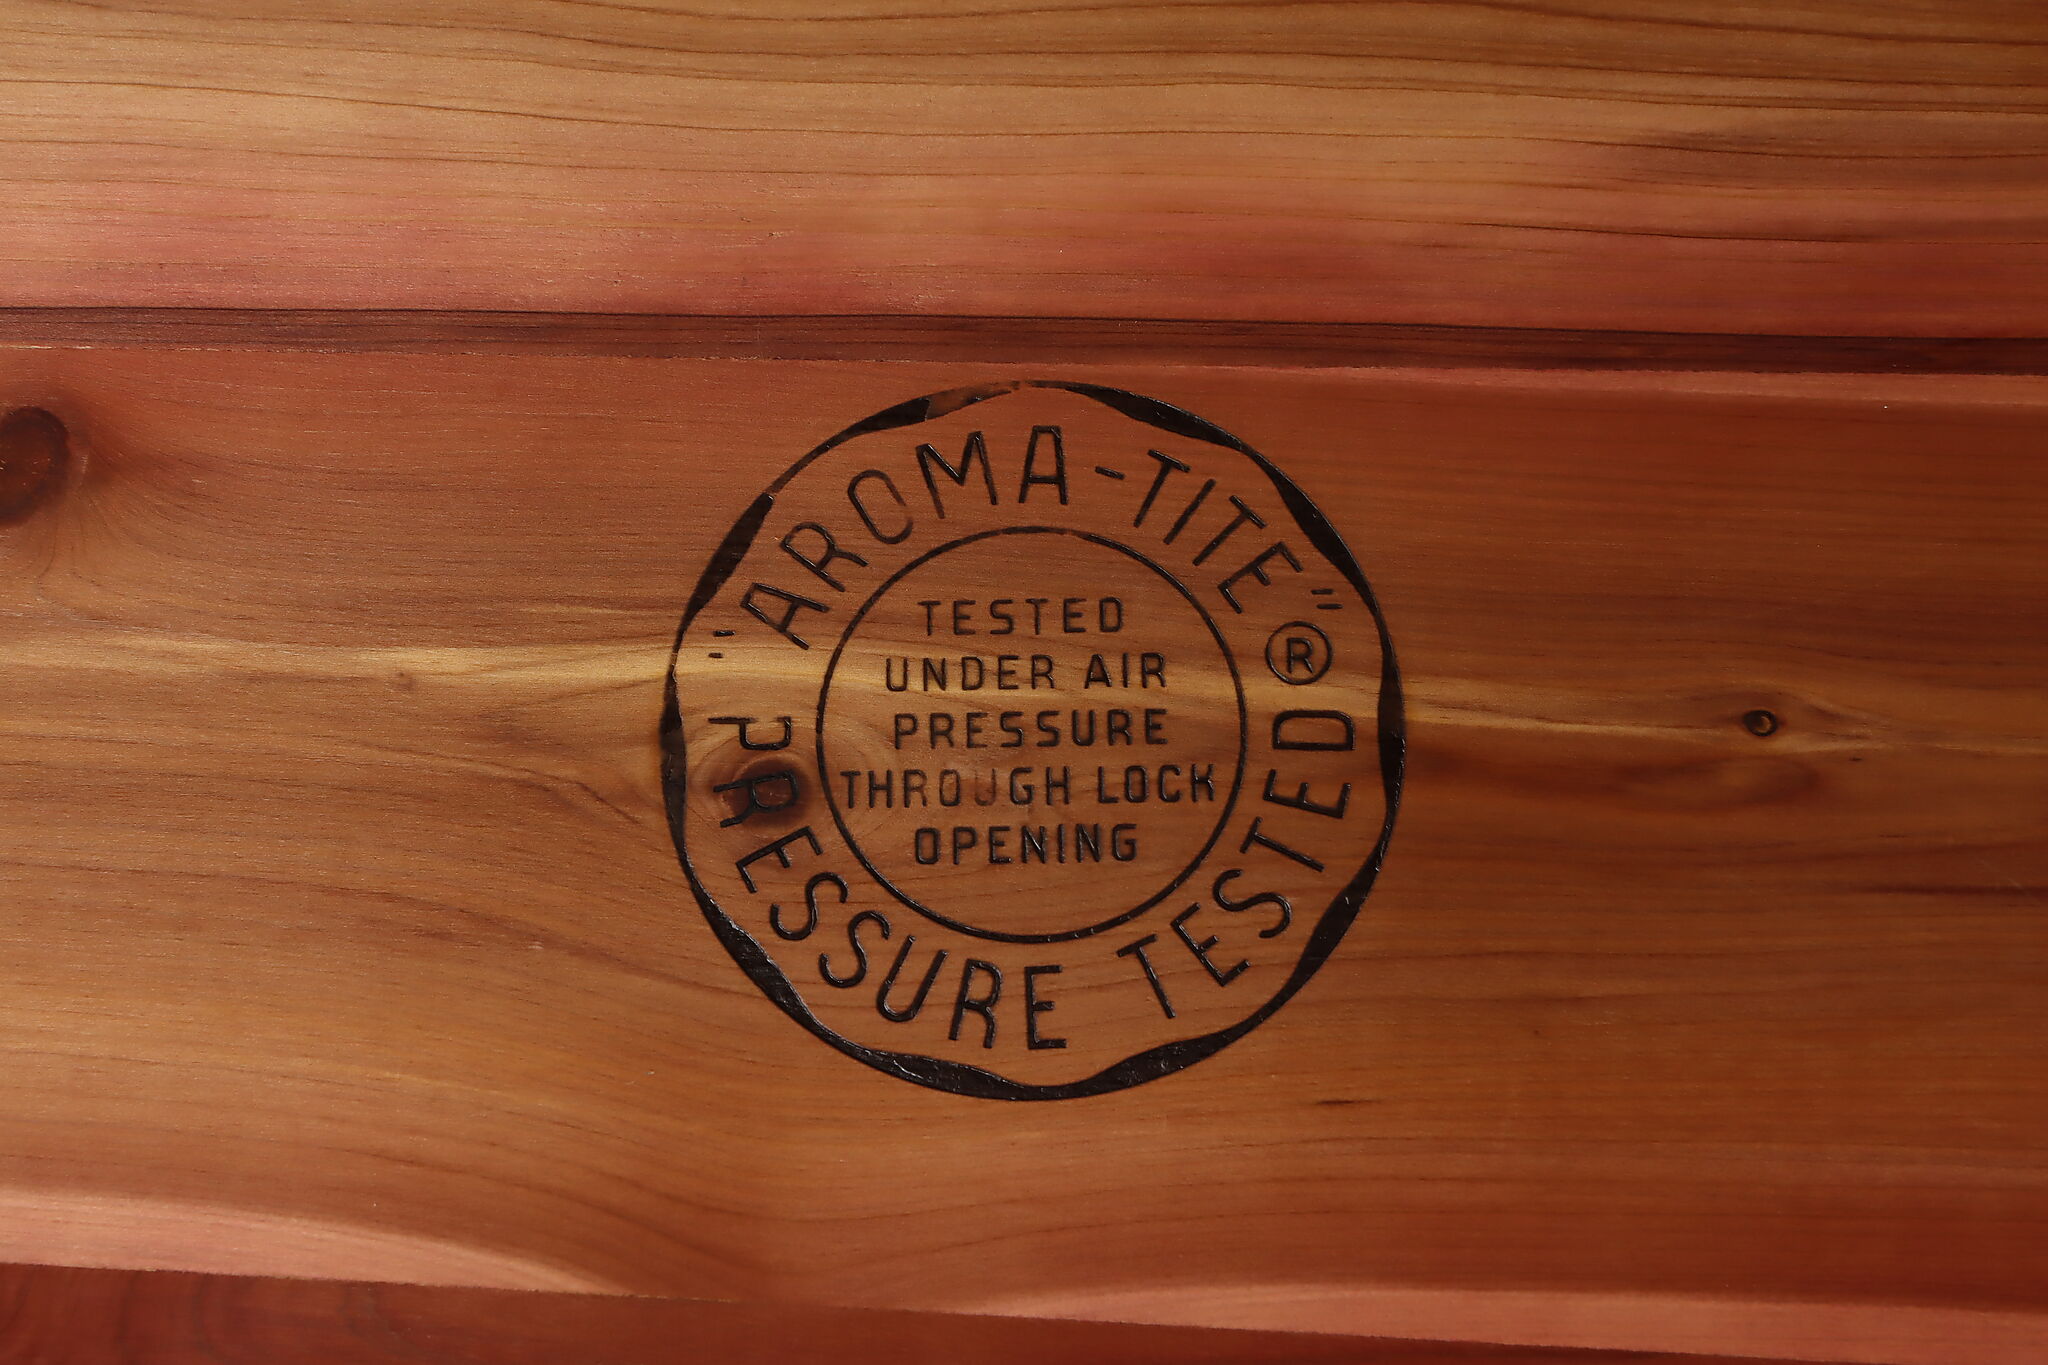 "AROMA-TITE"®
TESTED
UNDER AIR
PRESSURE
THROUGH LOCK
OPENING
PRESSURE TESTED